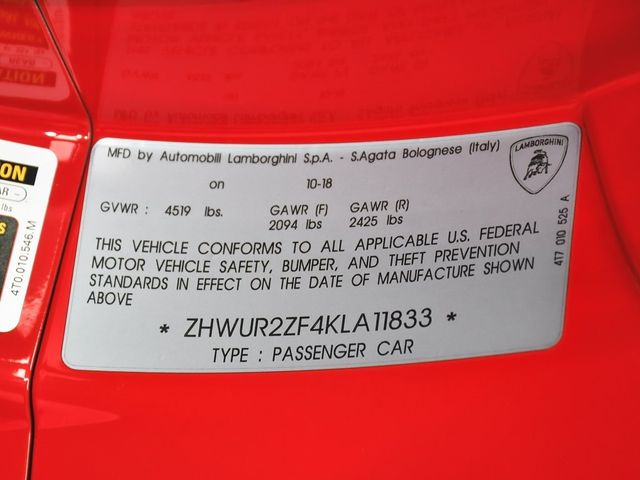 MFD by Automobili Lamborghini S.p.A. - S.Agata Bolognese (Italy)
on 10-18
GVWR : 4519 lbs. GAWR (F) GAWR (R)
2094 lbs 2425 lbs
THIS VEHICLE CONFORMS TO ALL APPLICABLE U.S. FEDERAL
MOTOR VEHICLE SAFETY, BUMPER, AND THEFT PREVENTION
STANDARDS IN EFFECT ON THE DATE OF MANUFACTURE SHOWN
ABOVE
* ZHWUR2ZF4KLA11833 *
TYPE : PASSENGER CAR
LAMBORGHINI
4T7 010 525 A
4T0.010.546.M